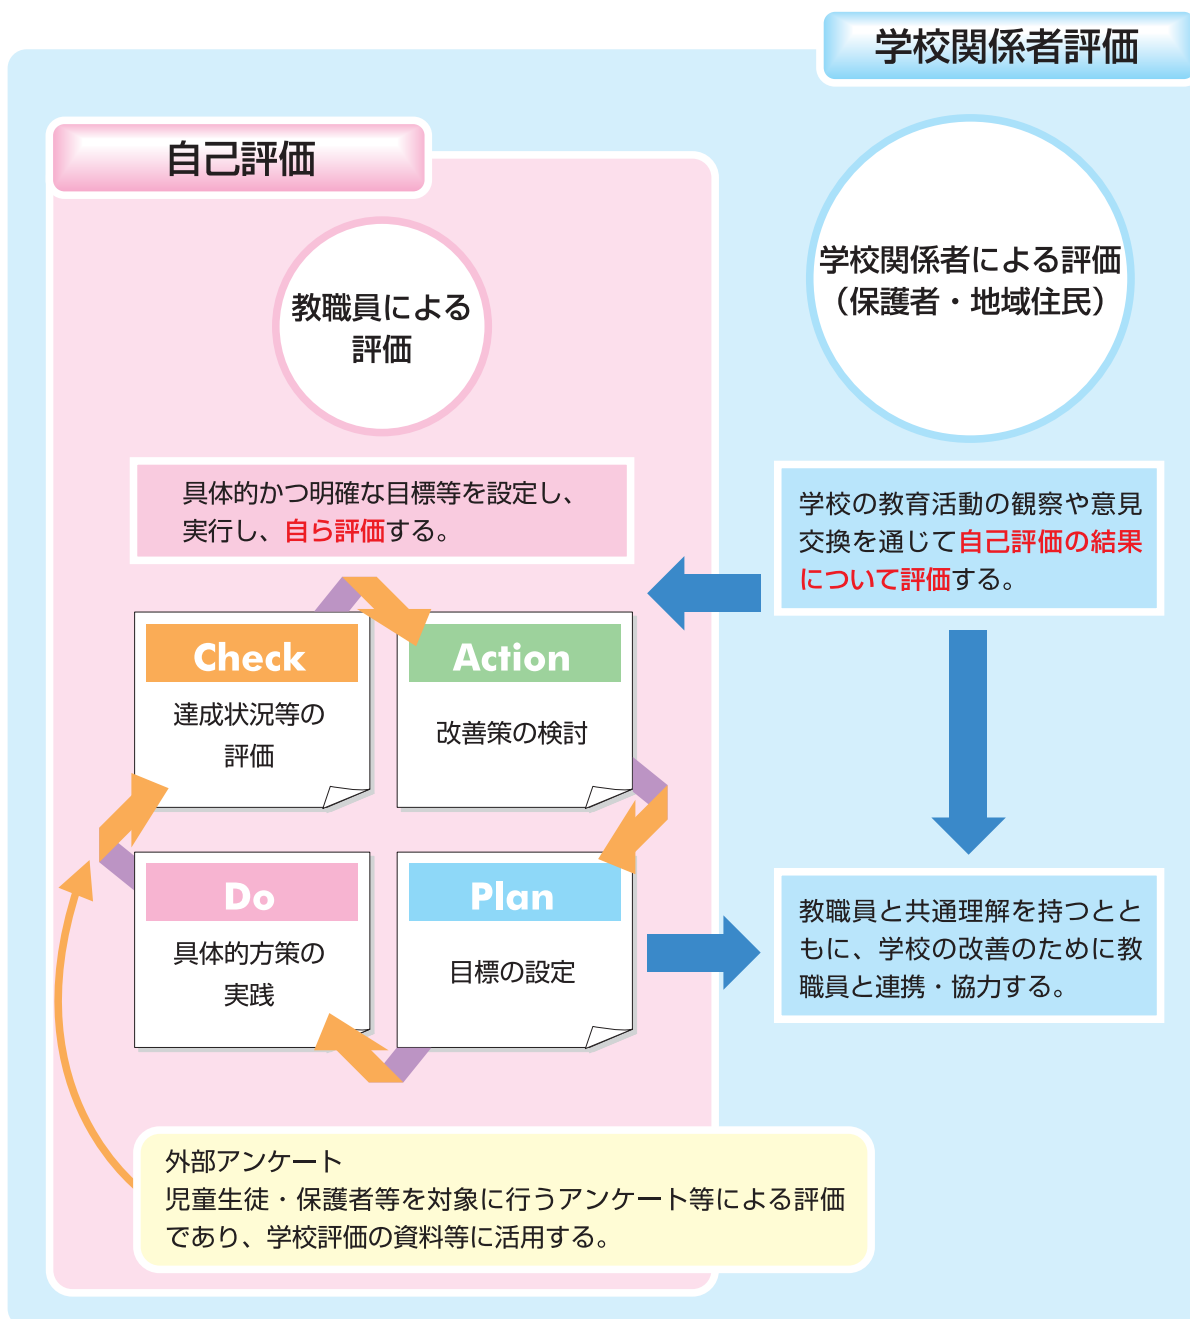 学校関係者評価
自己評価
教職員による
評価
学校関係者による評価
（保護者・地域住民）
具体的かつ明確な目標等を設定し、
実行し、自ら評価する。
学校の教育活動の観察や意見
交換を通じて自己評価の結果
について評価する。
Check
達成状況等の
評価
Action
改善策の検討
Do
具体的方策の
実践
Plan
目標の設定
教職員と共通理解を持つとと
もに、学校の改善のために教
職員と連携・協力する。
外部アンケート
児童生徒・保護者等を対象に行うアンケート等による評価
であり、学校評価の資料等に活用する。